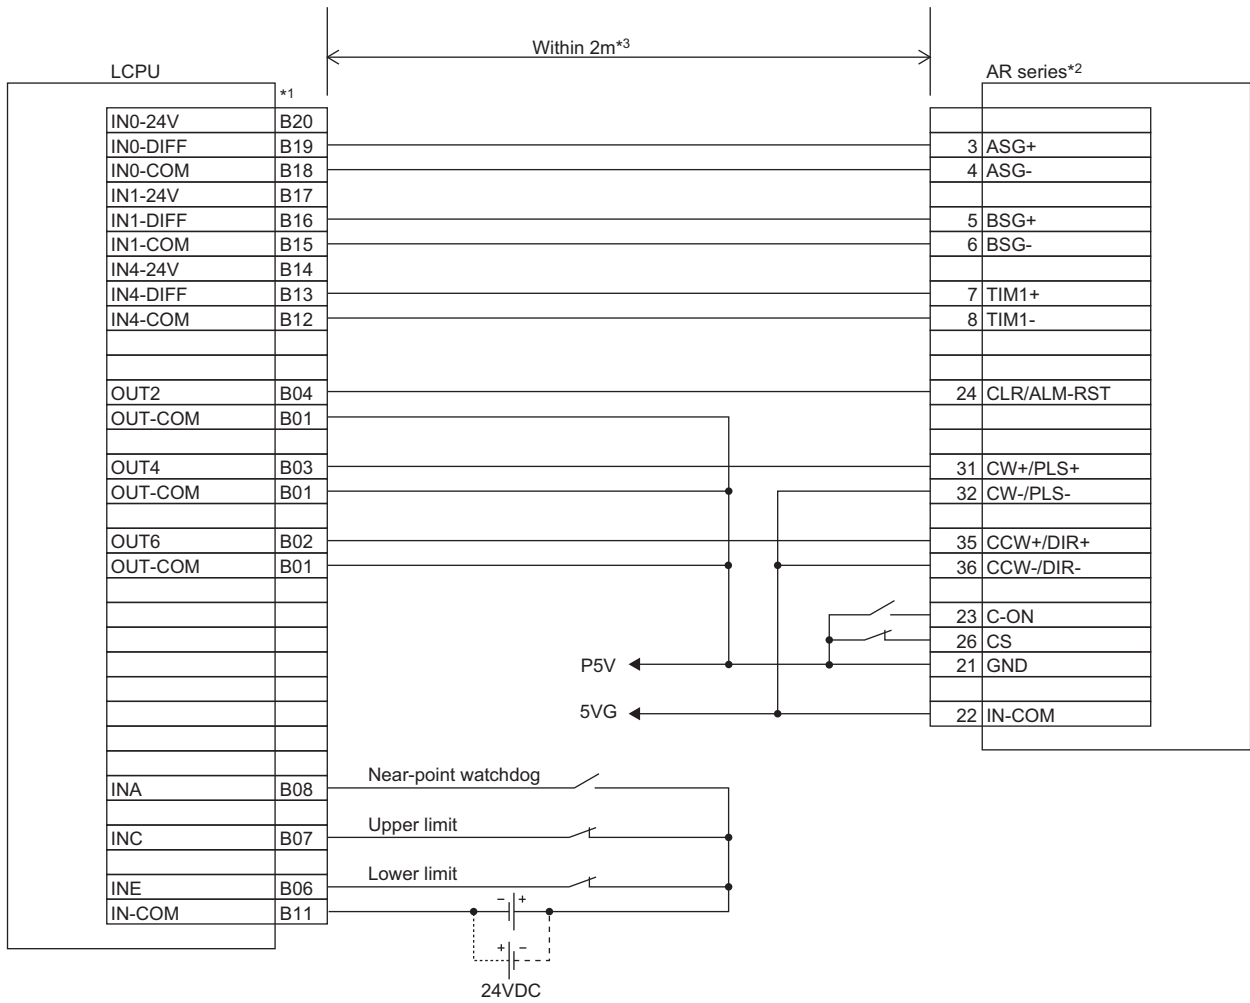 Within 2m*3
LCPU
AR series*2
*1
IN0-24V B20
IN0-DIFF B19 3 ASG+
IN0-COM B18 4 ASG-
IN1-24V B17
IN1-DIFF B16 5 BSG+
IN1-COM B15 6 BSG-
IN4-24V B14
IN4-DIFF B13 7 TIM1+
IN4-COM B12 8 TIM1-
OUT2 B04 24 CLR/ALM-RST
OUT-COM B01
OUT4 B03 31 CW+/PLS+
OUT-COM B01 32 CW-/PLS-
OUT6 B02 35 CCW+/DIR+
OUT-COM B01 36 CCW-/DIR-
23 C-ON
26 CS
P5V 21 GND
5VG 22 IN-COM
Near-point watchdog
INA B08
Upper limit
INC B07
Lower limit
INE B06
- +
IN-COM B11
+ -
24VDC